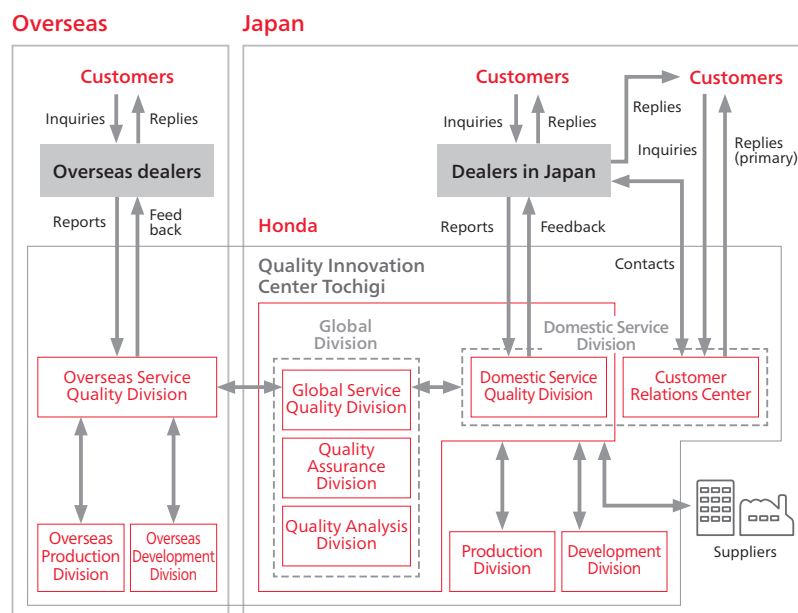 Overseas
Japan
Customers
Customers
Customers
Inquiries
Replies
Inquiries
Replies
Replies
Inquiries
Replies
(primary)
Overseas dealers
Dealers in Japan
Reports
Feed
back
Honda
Reports
Feedback
Contacts
Quality Innovation
Center Tochigi
Global
Division
Domestic Service
Division
Overseas Service
Quality Division
Global Service
Quality Division
Domestic Service
Quality Division
Customer
Relations Center
Quality
Assurance
Division
Quality Analysis
Division
Overseas
Production
Division
Overseas
Development
Division
Production
Division
Development
Division
Suppliers